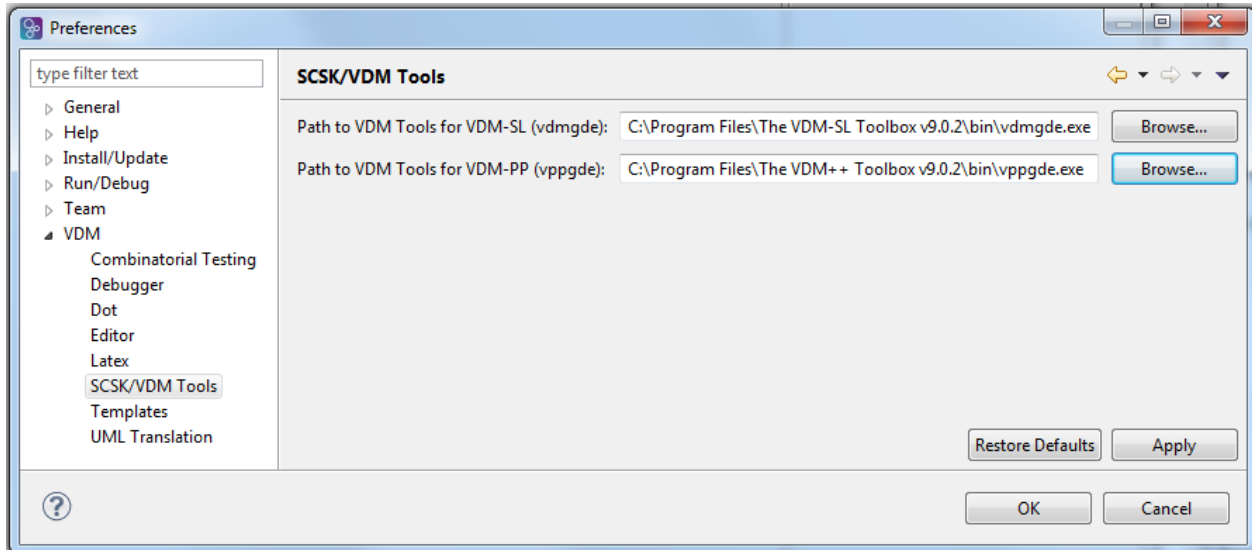 Preferences
type filter text
General
Help
Install/Update
Run/Debug
Team
VDM
Combinatorial Testing
Debugger
Dot
Editor
Latex
SCSK/VDM Tools
Templates
UML Translation
SCSK/VDM Tools
Path to VDM Tools for VDM-SL (vdmgde): C:\Program Files\The VDM-SL Toolbox v9.0.2\bin\vdmgde.exe Browse...
Path to VDM Tools for VDM-PP (vppgde): C:\Program Files\The VDM++ Toolbox v9.0.2\bin\vppgde.exe Browse...
Restore Defaults Apply
OK Cancel